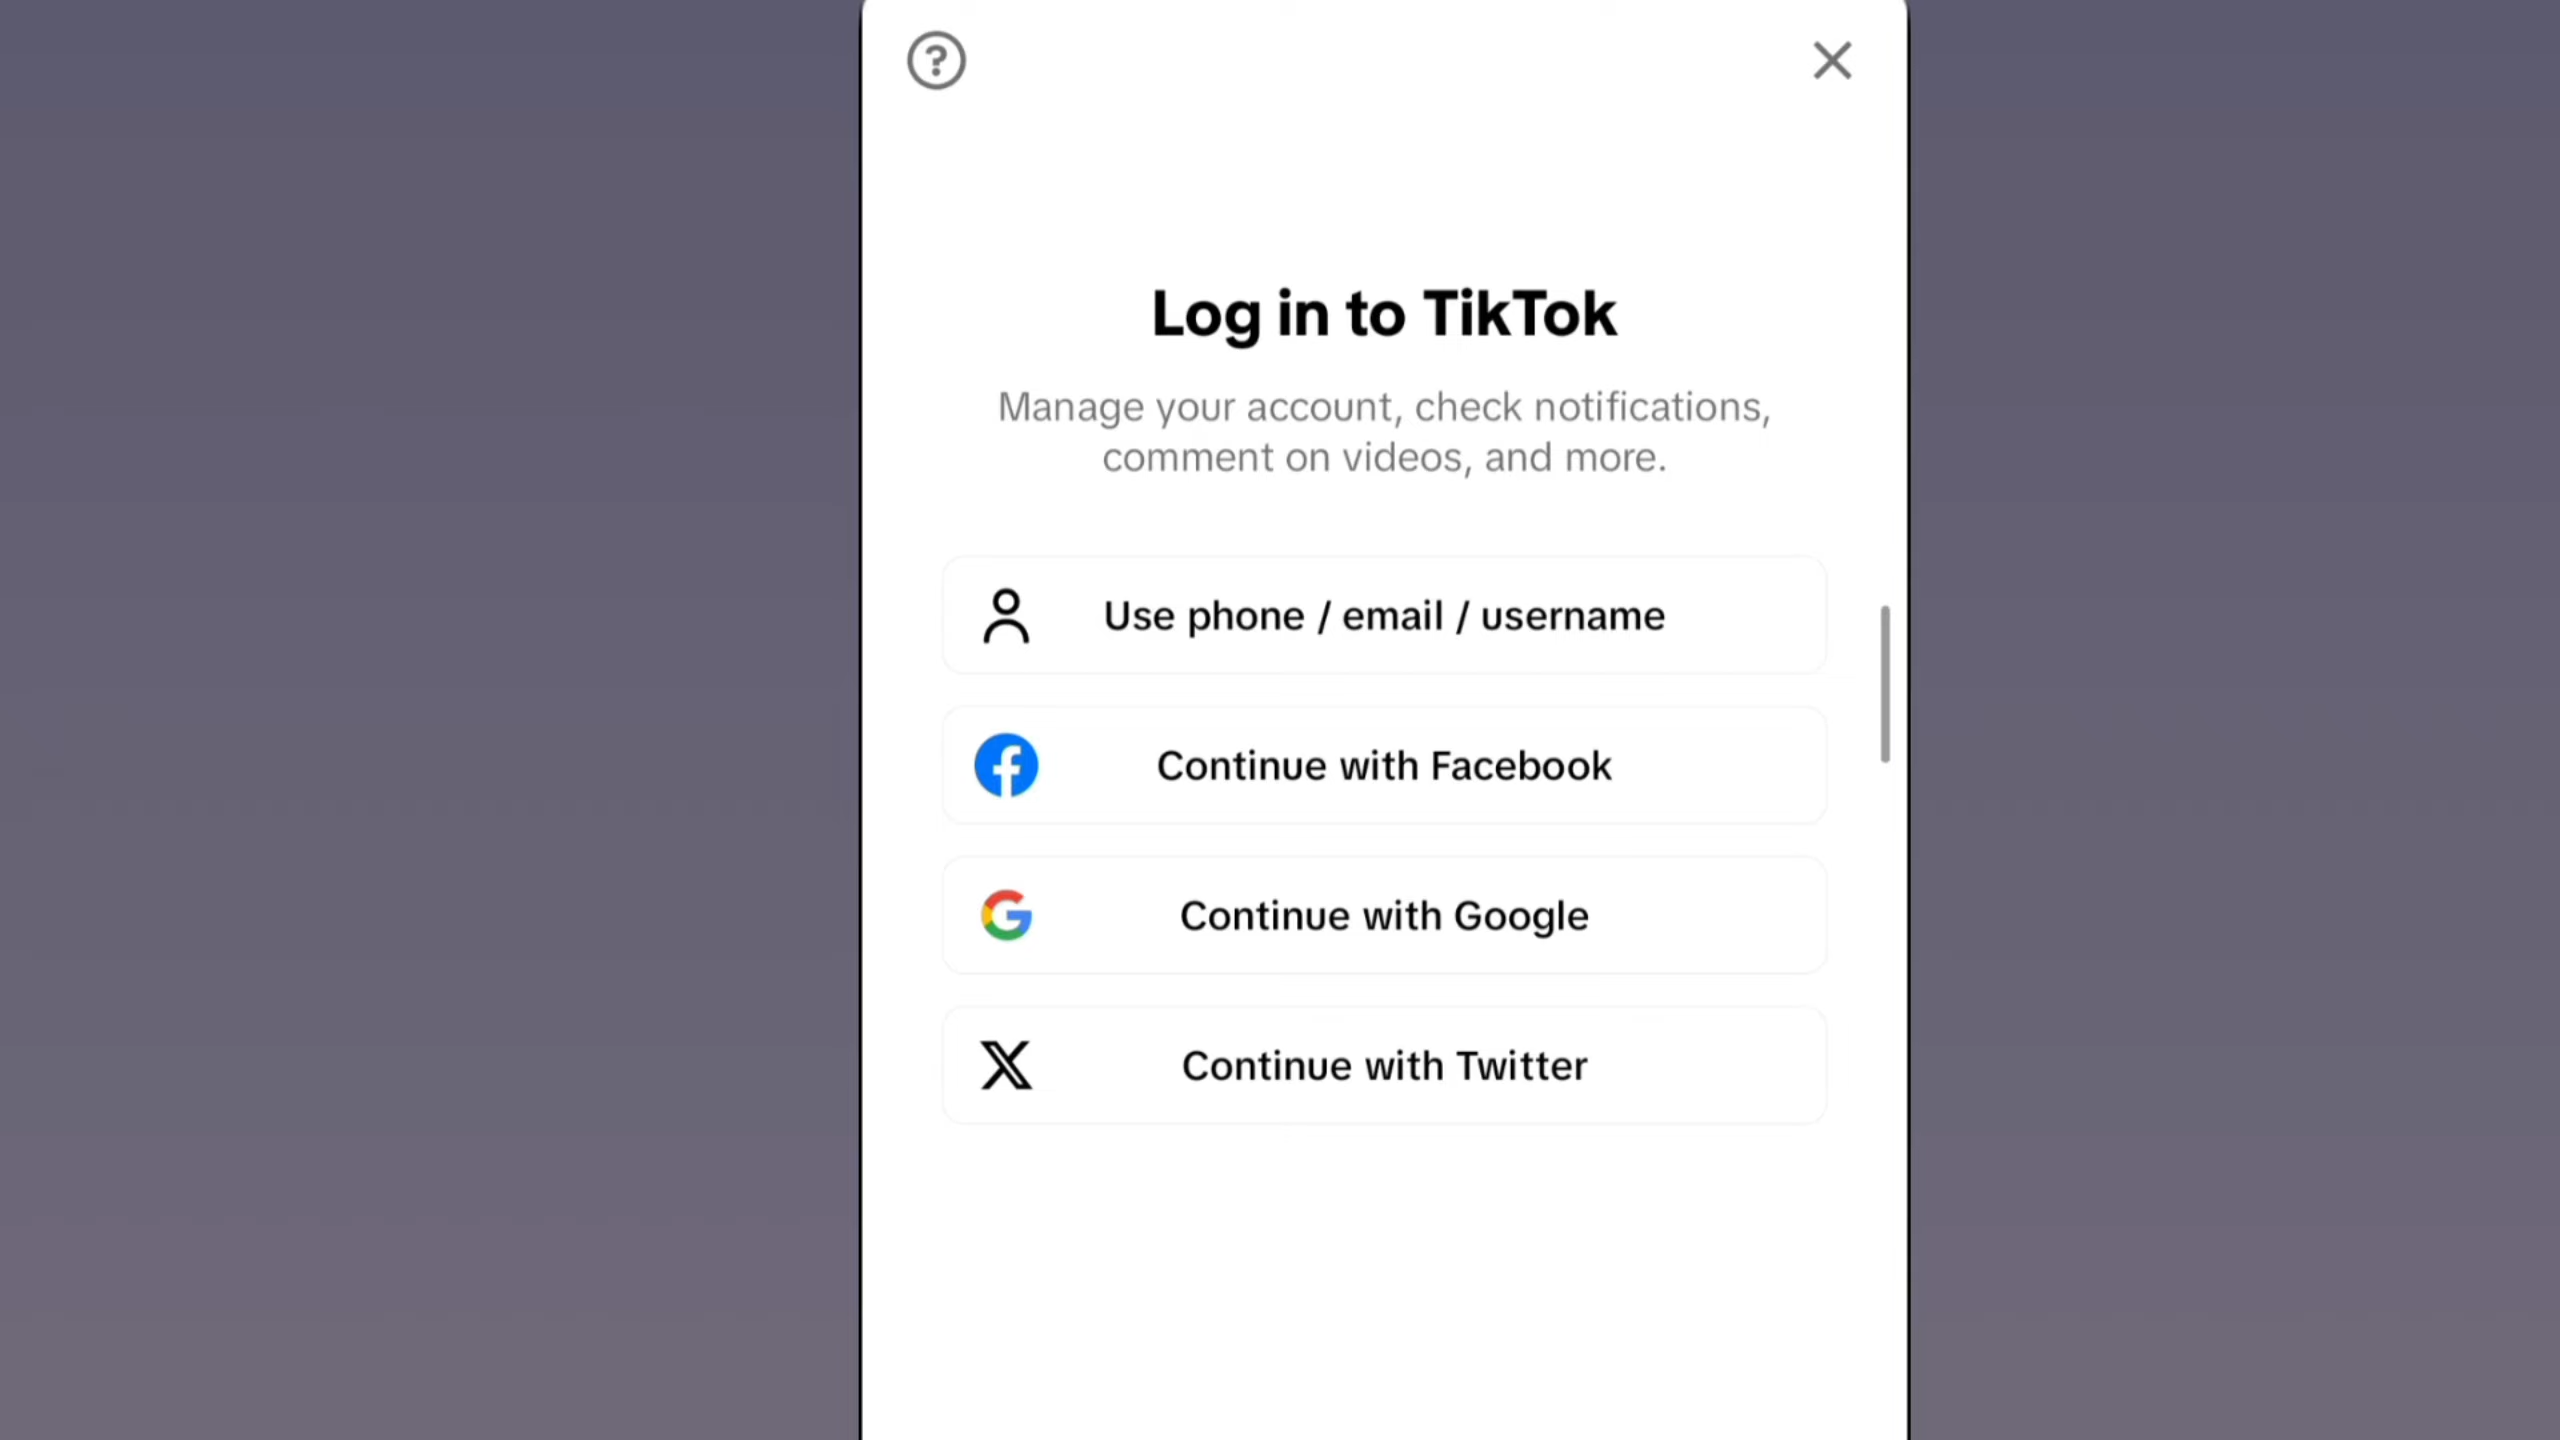 Log in to TikTok
Manage your account, check notifications,
comment on videos, and more.
Use phone / email / username
Continue with Facebook
Continue with Google
Continue with Twitter